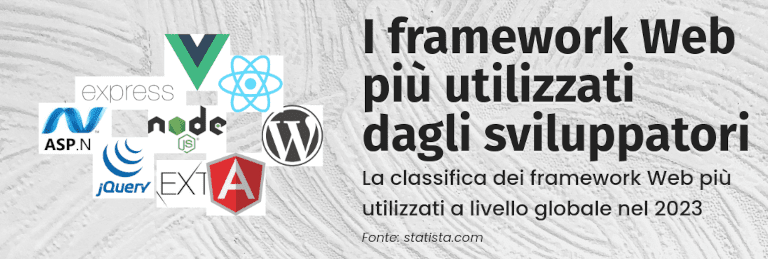 I framework Web
più utilizzati
dagli sviluppatori
La classifica dei framework Web più
utilizzati a livello globale nel 2023
Fonte: statista.com
express
ASP.N
node
JS
jQuery
EXT